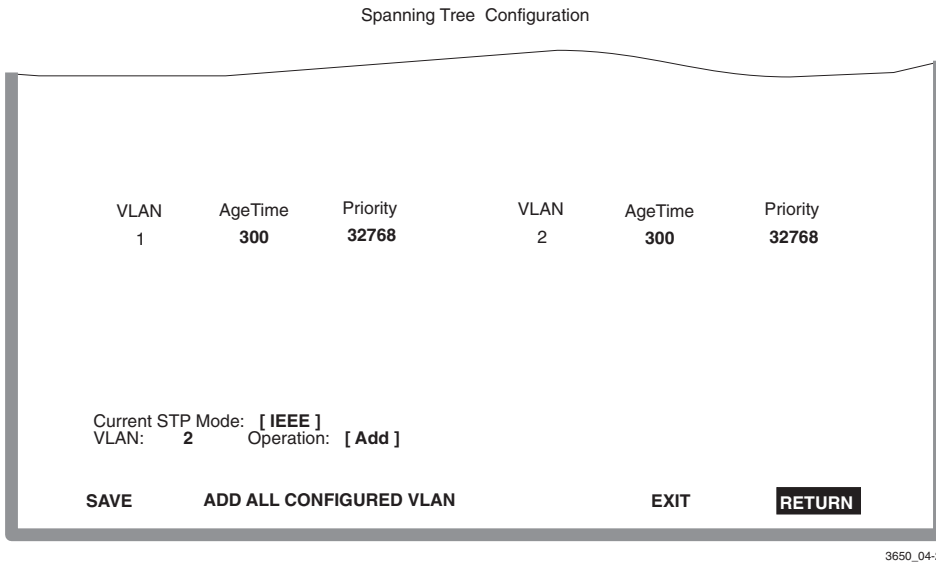 Spanning Tree Configuration
VLAN AgeTime Priority VLAN AgeTime Priority
1 300 32768 2 300 32768
Current STP Mode: [ IEEE ]
VLAN: 2 Operation: [ Add ]
SAVE ADD ALL CONFIGURED VLAN EXIT RETURN